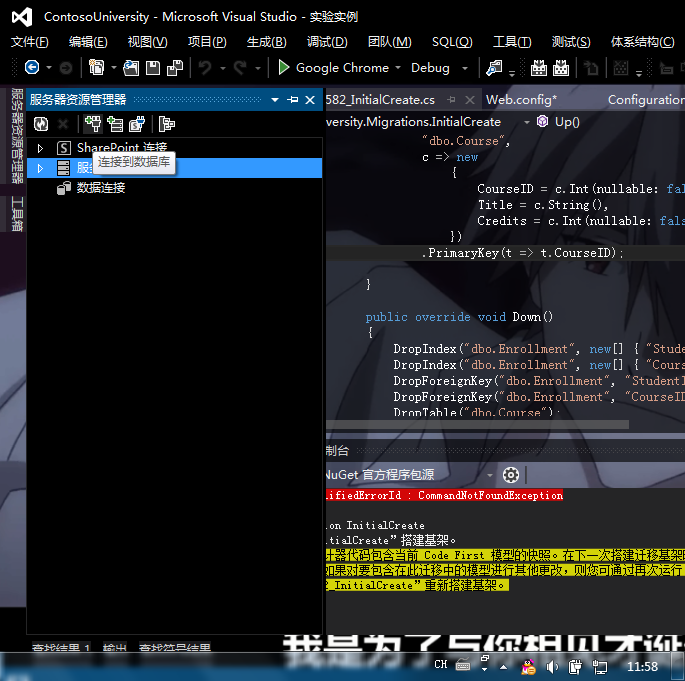 ContosoUniversity - Microsoft Visual Studio - 实验实例
文件(F) 编辑(E) 视图(V) 项目(P) 生成(B) 调试(D) 团队(M) SQL(Q) 工具(T) 测试(S) 体系结构(C)
Google Chrome Debug
服务器资源管理器
工具箱
服务器资源管理器
582_InitialCreate.cs Web.config* Configuration
versity.Migrations.InitialCreate Up()
SharePoint 连接
连接到数据库
服
数据连接
"dbo.Course",
c => new
{
CourseID = c.Int(nullable: fal
Title = c.String(),
Credits = c.Int(nullable: fals
})
.PrimaryKey(t => t.CourseID);
}
public override void Down()
{
DropIndex("dbo.Enrollment", new[] { "Stude
DropIndex("dbo.Enrollment", new[] { "Cours
DropForeignKey("dbo.Enrollment", "StudentI
DropForeignKey("dbo.Enrollment", "CourseID
DropTable("dbo.Course");
制台
NuGet 官方程序包源
ifiedErrorId : CommandNotFoundException
on InitialCreate
itialCreate”搭建基架。
计器代码包含当前 Code First 模型的快照。在下一次搭建迁移基架时
如果对要包含在此迁移中的模型进行其他更改，则您可通过再次运行
InitialCreate”重新搭建基架。
查找结果 1 输出 查找符号结果
我是为了与你相见才诞
CH
11:58